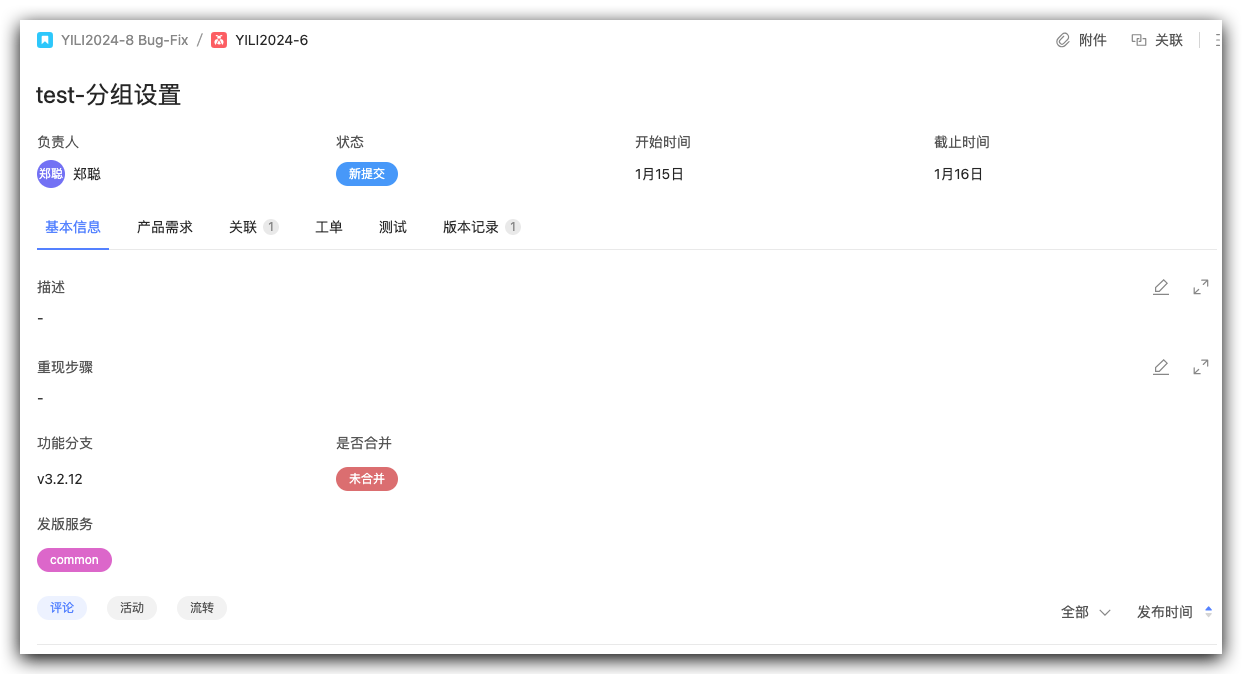 YILI2024-8 Bug-Fix / YILI2024-6 附件 关联
test-分组设置
负责人 状态 开始时间 截止时间
郑聪 郑聪 新提交 1月15日 1月16日
基本信息 产品需求 关联 1 工单 测试 版本记录 1
描述
-
重现步骤
-
功能分支 是否合并
v3.2.12 未合并
发版服务
common
评论 活动 流转 全部 发布时间